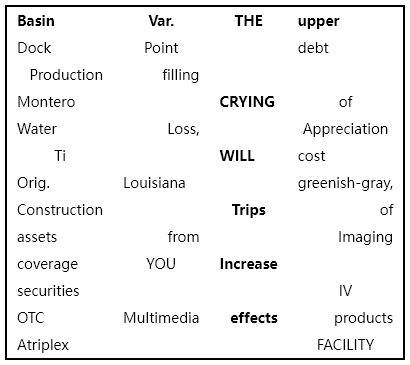 Basin Var. THE upper
Dock Point debt
Production filling
Montero CRYING of
Water Loss, Appreciation
Ti WILL cost
Orig. Louisiana greenish-gray,
Construction Trips of
assets from Imaging
coverage YOU Increase
securities IV
OTC Multimedia effects products
Atriplex FACILITY